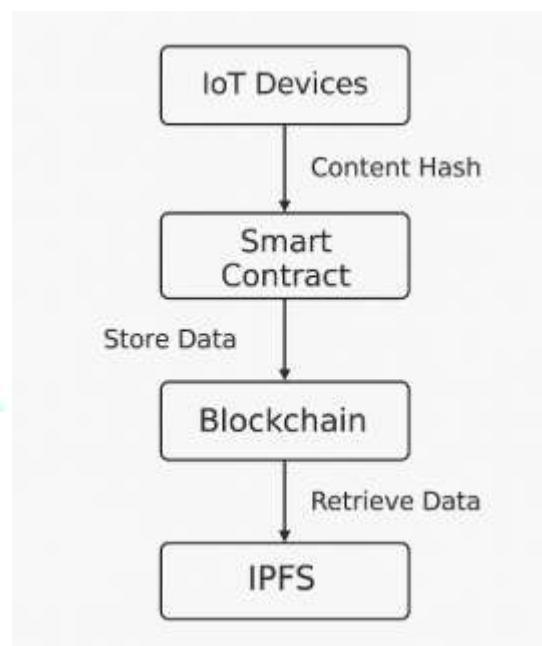 IoT Devices
Content Hash
Smart
Contract
Store Data
Blockchain
Retrieve Data
IPFS